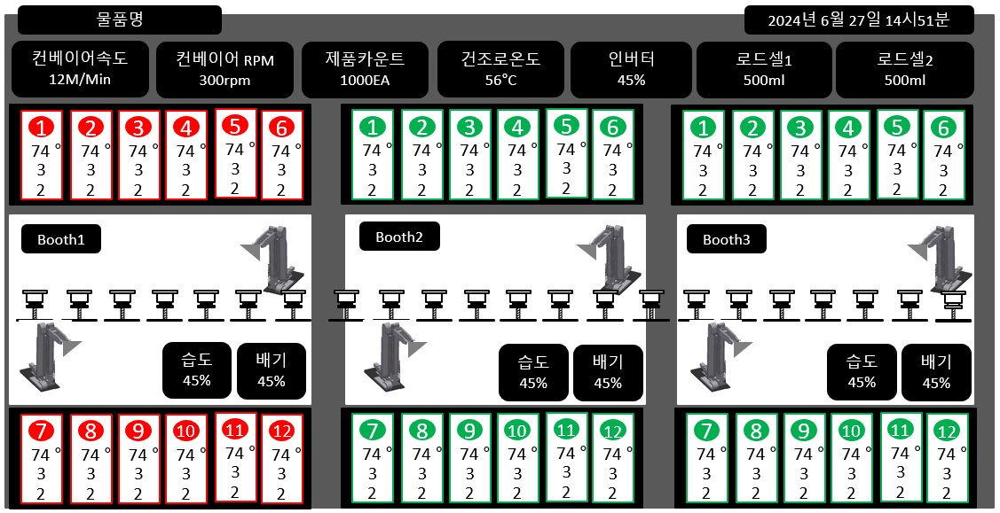 물품명
2024년 6월 27일 14시51분
컨베이어속도
12M/Min
컨베이어 RPM
300rpm
제품카운트
1000EA
건조로온도
56°C
인버터
45%
로드셀1
500ml
로드셀2
500ml
1 2 3 4 5 6
74 ° 74 ° 74 ° 74 ° 74 ° 74 °
3 3 3 3 3 3
2 2 2 2 2 2
1 2 3 4 5 6
74 ° 74 ° 74 ° 74 ° 74 ° 74 °
3 3 3 3 3 3
2 2 2 2 2 2
1 2 3 4 5 6
74 ° 74 ° 74 ° 74 ° 74 ° 74 °
3 3 3 3 3 3
2 2 2 2 2 2
Booth1
습도
45%
배기
45%
Booth2
습도
45%
배기
45%
Booth3
습도
45%
배기
45%
7 8 9 10 11 12
74 ° 74 ° 74 ° 74 ° 74 ° 74 °
3 3 3 3 3 3
2 2 2 2 2 2
7 8 9 10 11 12
74 ° 74 ° 74 ° 74 ° 74 ° 74 °
3 3 3 3 3 3
2 2 2 2 2 2
7 8 9 10 11 12
74 ° 74 ° 74 ° 74 ° 74 ° 74 °
3 3 3 3 3 3
2 2 2 2 2 2